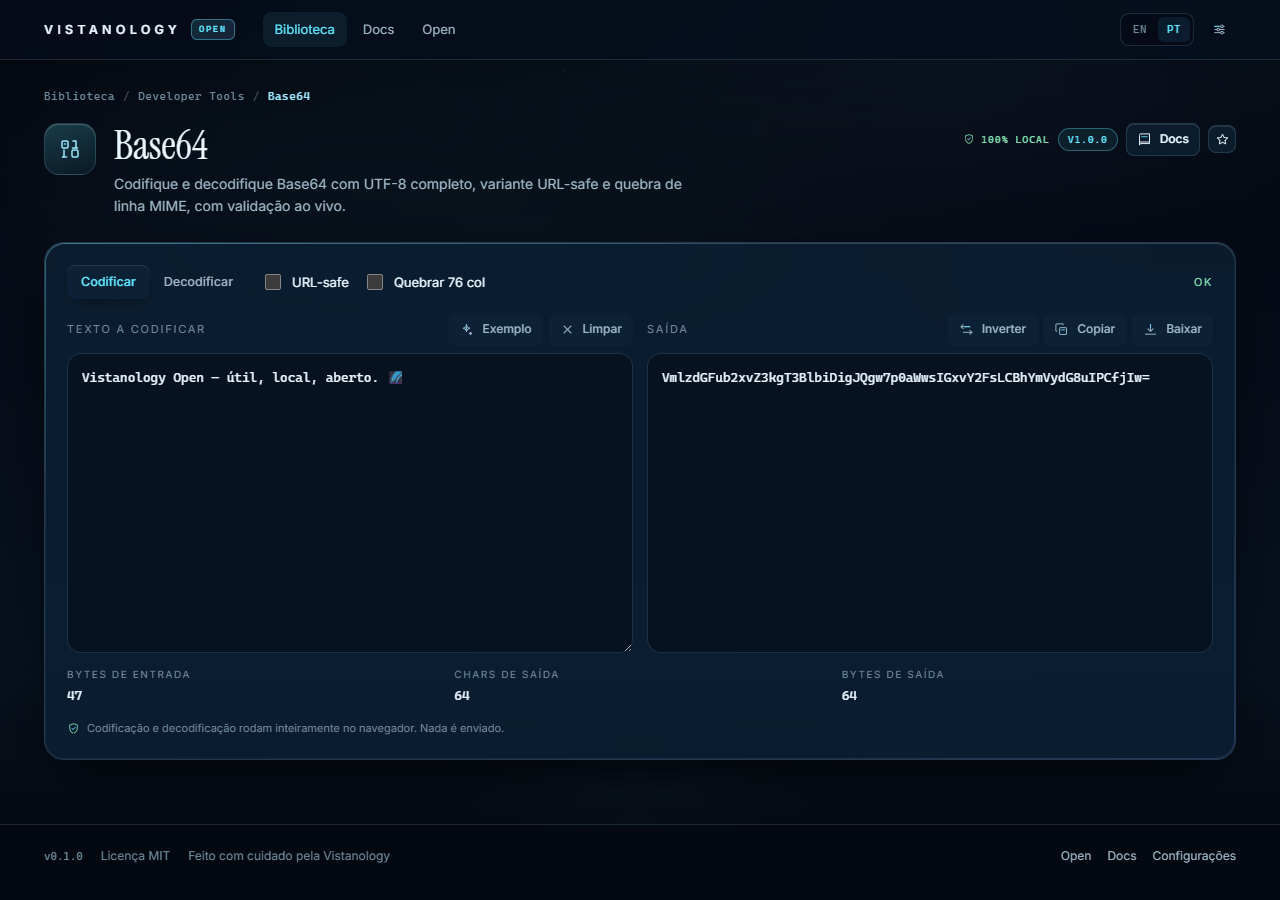 VISTANOLOGY OPEN Biblioteca Docs Open EN PT
Biblioteca / Developer Tools / Base64
Base64
100% LOCAL V1.0.0 Docs
Codifique e decodifique Base64 com UTF-8 completo, variante URL-safe e quebra de
linha MIME, com validação ao vivo.
Codificar Decodificar URL-safe Quebrar 76 col OK
TEXTO A CODIFICAR Exemplo Limpar SAÍDA Inverter Copiar Baixar
Vistanology Open — útil, local, aberto. 🌌
VmlzdGFub2xvZ3kgT3BlbiDigJQgw7p0aWwsIGxvY2FsLCBhYmVydG8uIPCfjIw=
BYTES DE ENTRADA CHARS DE SAÍDA BYTES DE SAÍDA
47 64 64
Codificação e decodificação rodam inteiramente no navegador. Nada é enviado.
v0.1.0 Licença MIT Feito com cuidado pela Vistanology Open Docs Configurações